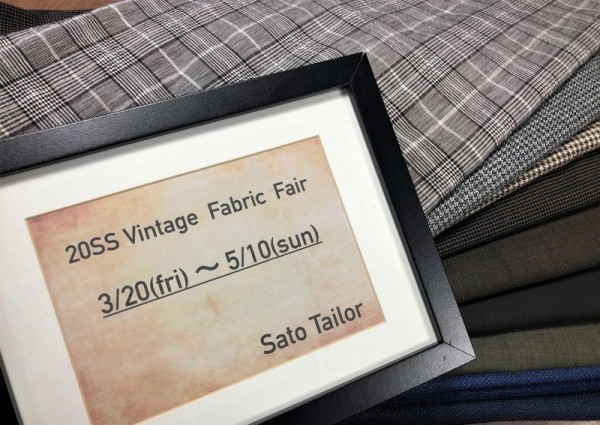 20SS Vintage Fabric Fair
3/20(fri) 〜 5/10(sun)
Sato Tailor